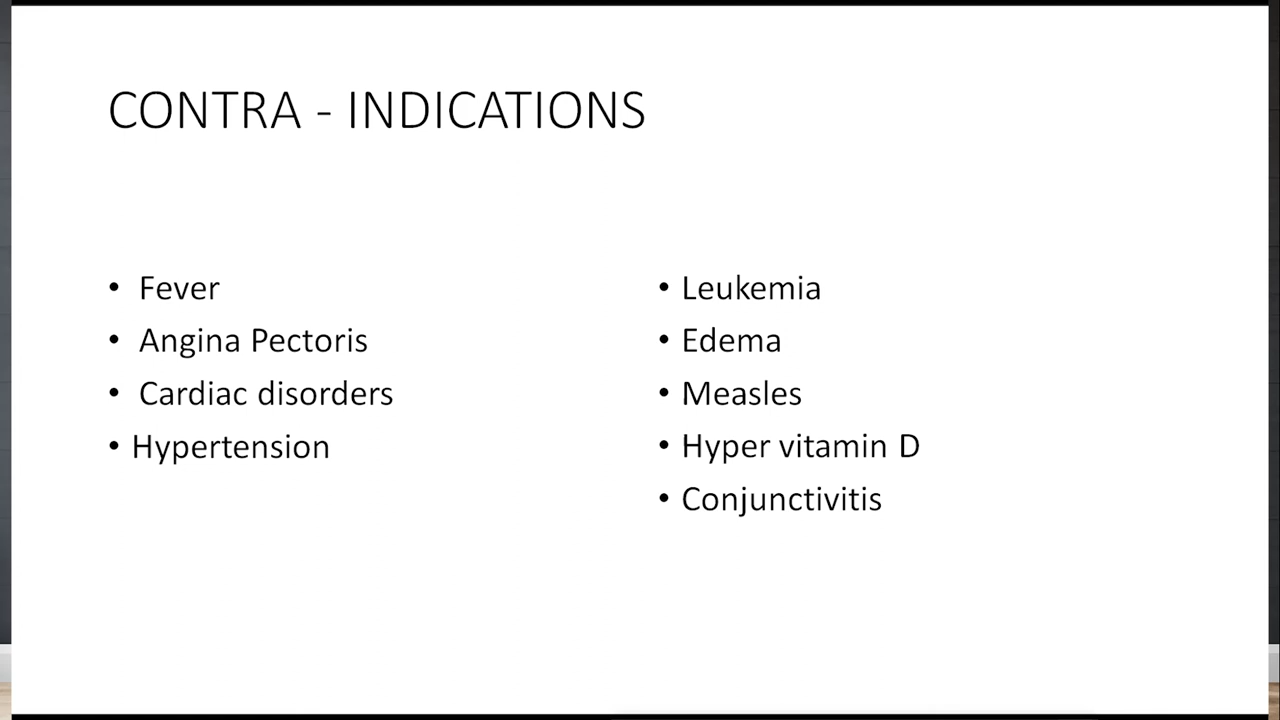 CONTRA - INDICATIONS
• Fever
• Angina Pectoris
• Cardiac disorders
• Hypertension
• Leukemia
• Edema
• Measles
• Hyper vitamin D
• Conjunctivitis